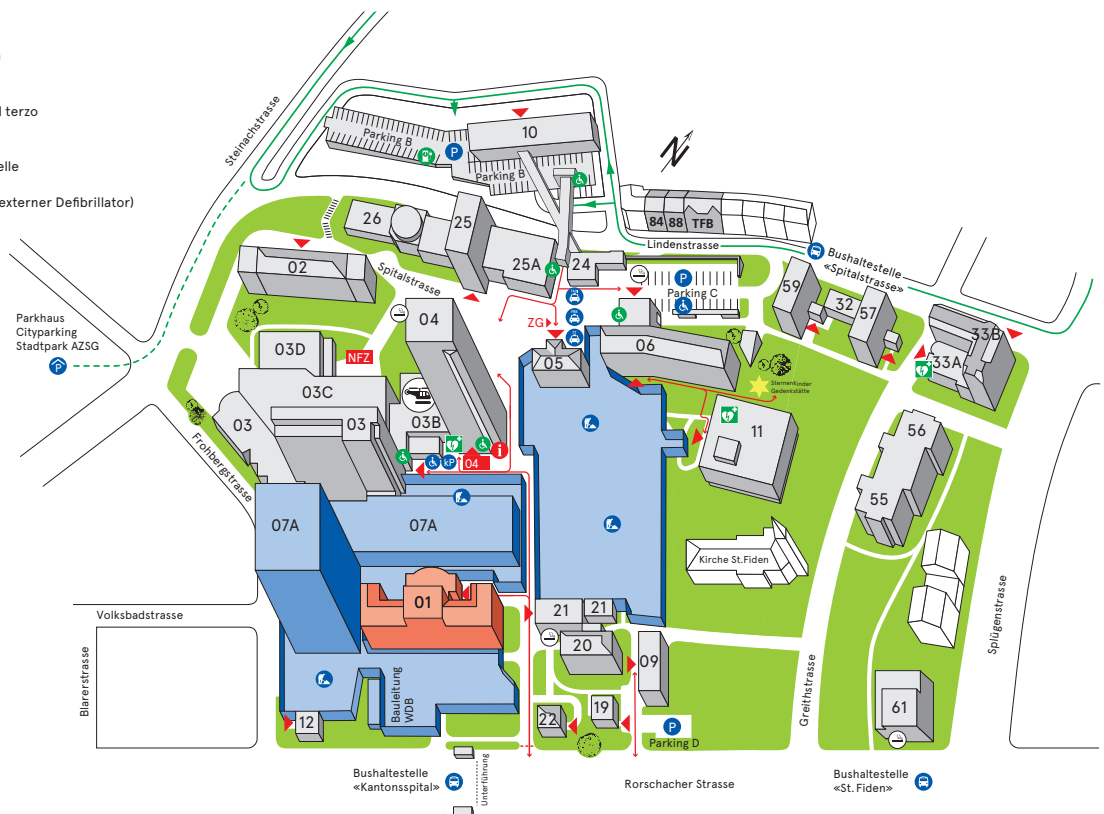 l terzo
elle
externer Defibrillator)
Steinachstrasse
Parking B
P
10
Parking B
N
84
88
TFB
Lindenstrasse
Bushaltestelle
«Spitalstrasse»
26
25
25A
24
02
Spitalstrasse
P
Parking C
59
32
57
33B
33A
Parkhaus
Cityparking
Stadtpark AZSG
P
04
ZG
05
06
03D
NFZ
03C
03
03
03B
Sternenkinder
Gedenkstätte
11
56
55
Frohbergstrasse
i
kP
04
07A
07A
Kirche St.Fiden
01
Volksbadstrasse
Blarerstrasse
21
21
20
09
Greithstrasse
Splügenstrasse
Bauleitung
WDB
12
22
19
P
Parking D
61
Bushaltestelle
«Kantonsspital»
Unterführung
Rorschacher Strasse
Bushaltestelle
«St. Fiden»